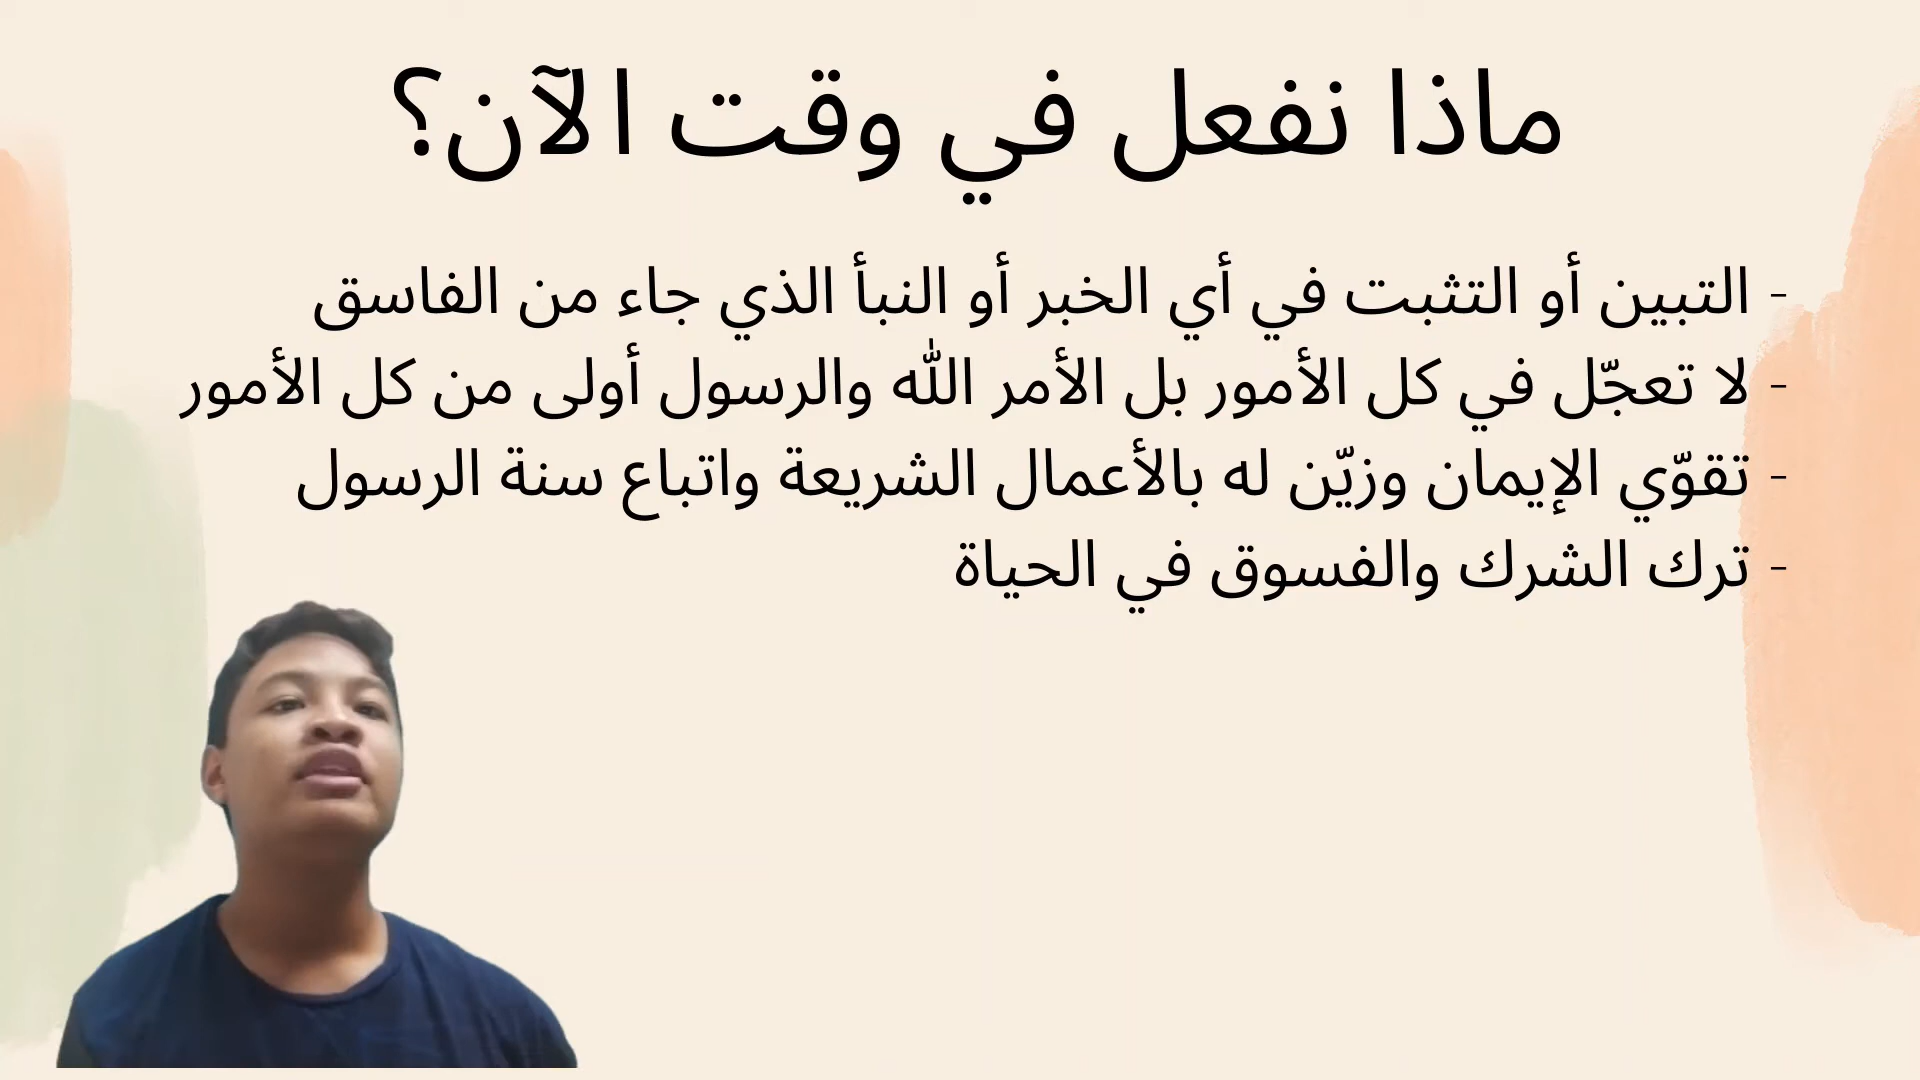 ماذا نفعل في وقت الآن؟
- التبين أو التثبت في أي الخبر أو النبأ الذي جاء من الفاسق
- لا تعجّل في كل الأمور بل الأمر الله والرسول أولى من كل الأمور
- تقوّي الإيمان وزيّن له بالأعمال الشريعة واتباع سنة الرسول
- ترك الشرك والفسوق في الحياة